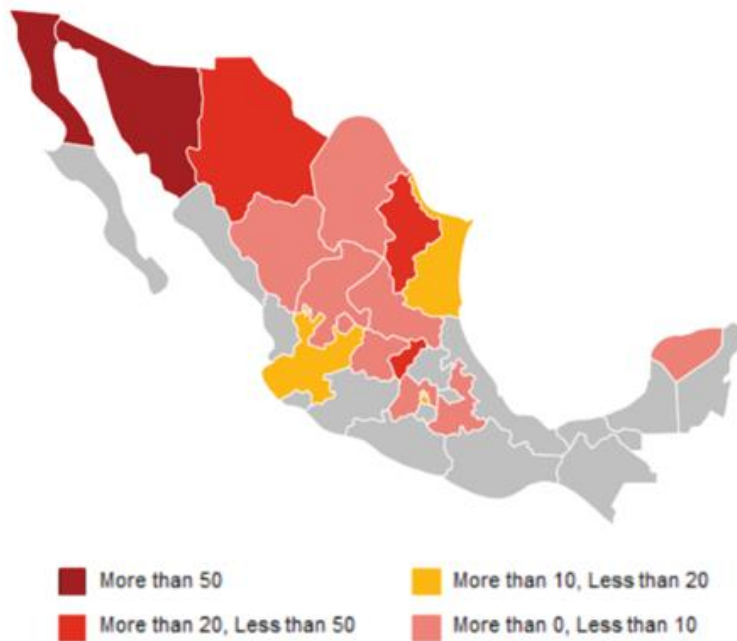 More than 50
More than 10, Less than 20
More than 20, Less than 50
More than 0, Less than 10